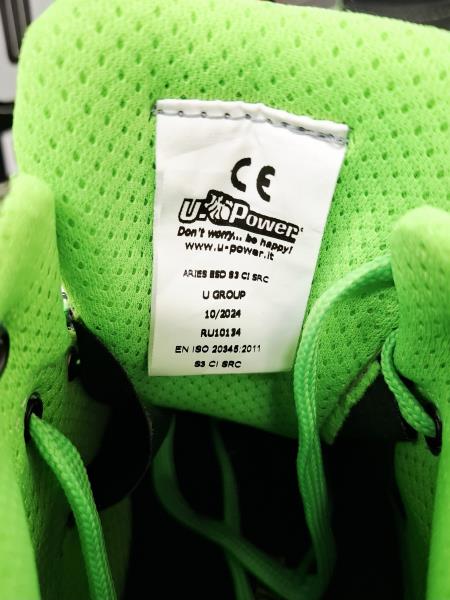 CE
U-Power
Don't worry... be happy!
www.u-power.it
ARIES ESD S3 CI SRC
U GROUP
10/2024
RU10134
EN ISO 20345:2011
S3 CI SRC